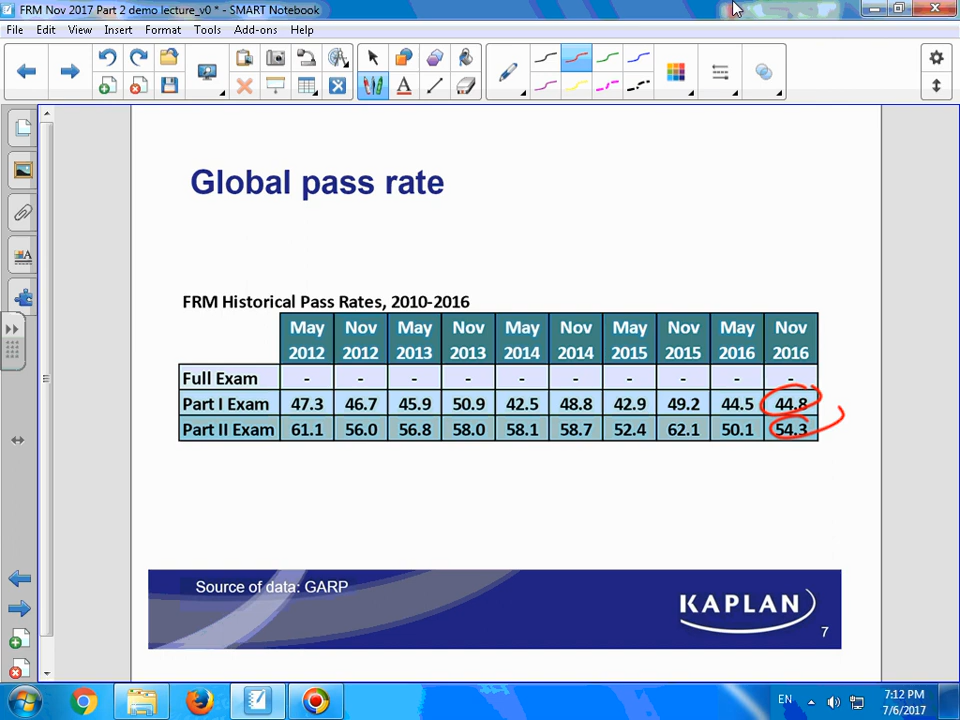 FRM Nov 2017 Part 2 demo lecture_v0 * - SMART Notebook
File Edit View Insert Format Tools Add-ons Help
Global pass rate
FRM Historical Pass Rates, 2010-2016
May 2012 Nov 2012 May 2013 Nov 2013 May 2014 Nov 2014 May 2015 Nov 2015 May 2016 Nov 2016
Full Exam - - - - - - - - - -
Part I Exam 47.3 46.7 45.9 50.9 42.5 48.8 42.9 49.2 44.5 44.8
Part II Exam 61.1 56.0 56.8 58.0 58.1 58.7 52.4 62.1 50.1 54.3
Source of data: GARP
KAPLAN
7
EN
7:12 PM
7/6/2017